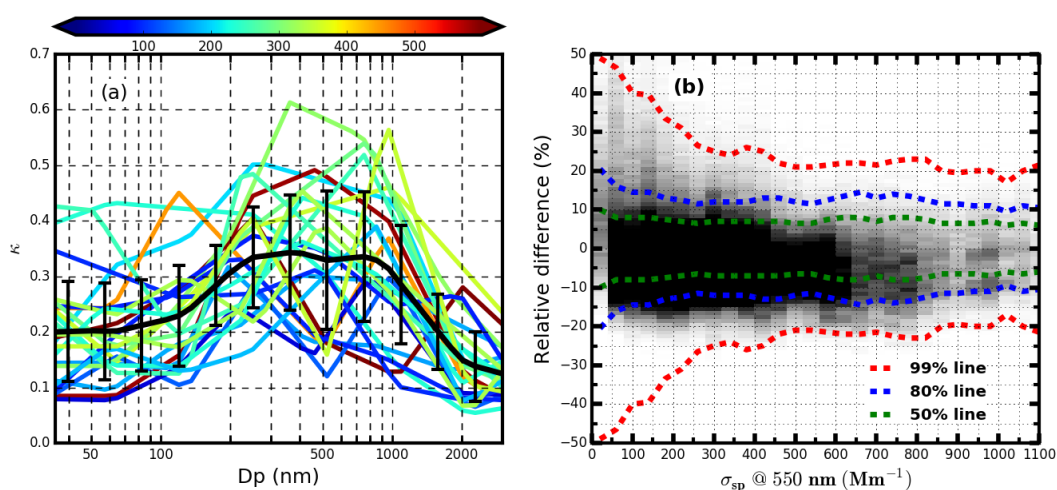 100 200 300 400 500
0.7
0.6
0.5
0.4
0.3
0.2
0.1
0.0
κ
(a)
50 100 200 500 1000 2000
Dp (nm)
50
40
30
20
10
0
−10
−20
−30
−40
−50
Relative difference (%)
(b)
99% line
80% line
50% line
0 100 200 300 400 500 600 700 800 900 1000 1100
σsp @ 550 nm (Mm⁻¹)